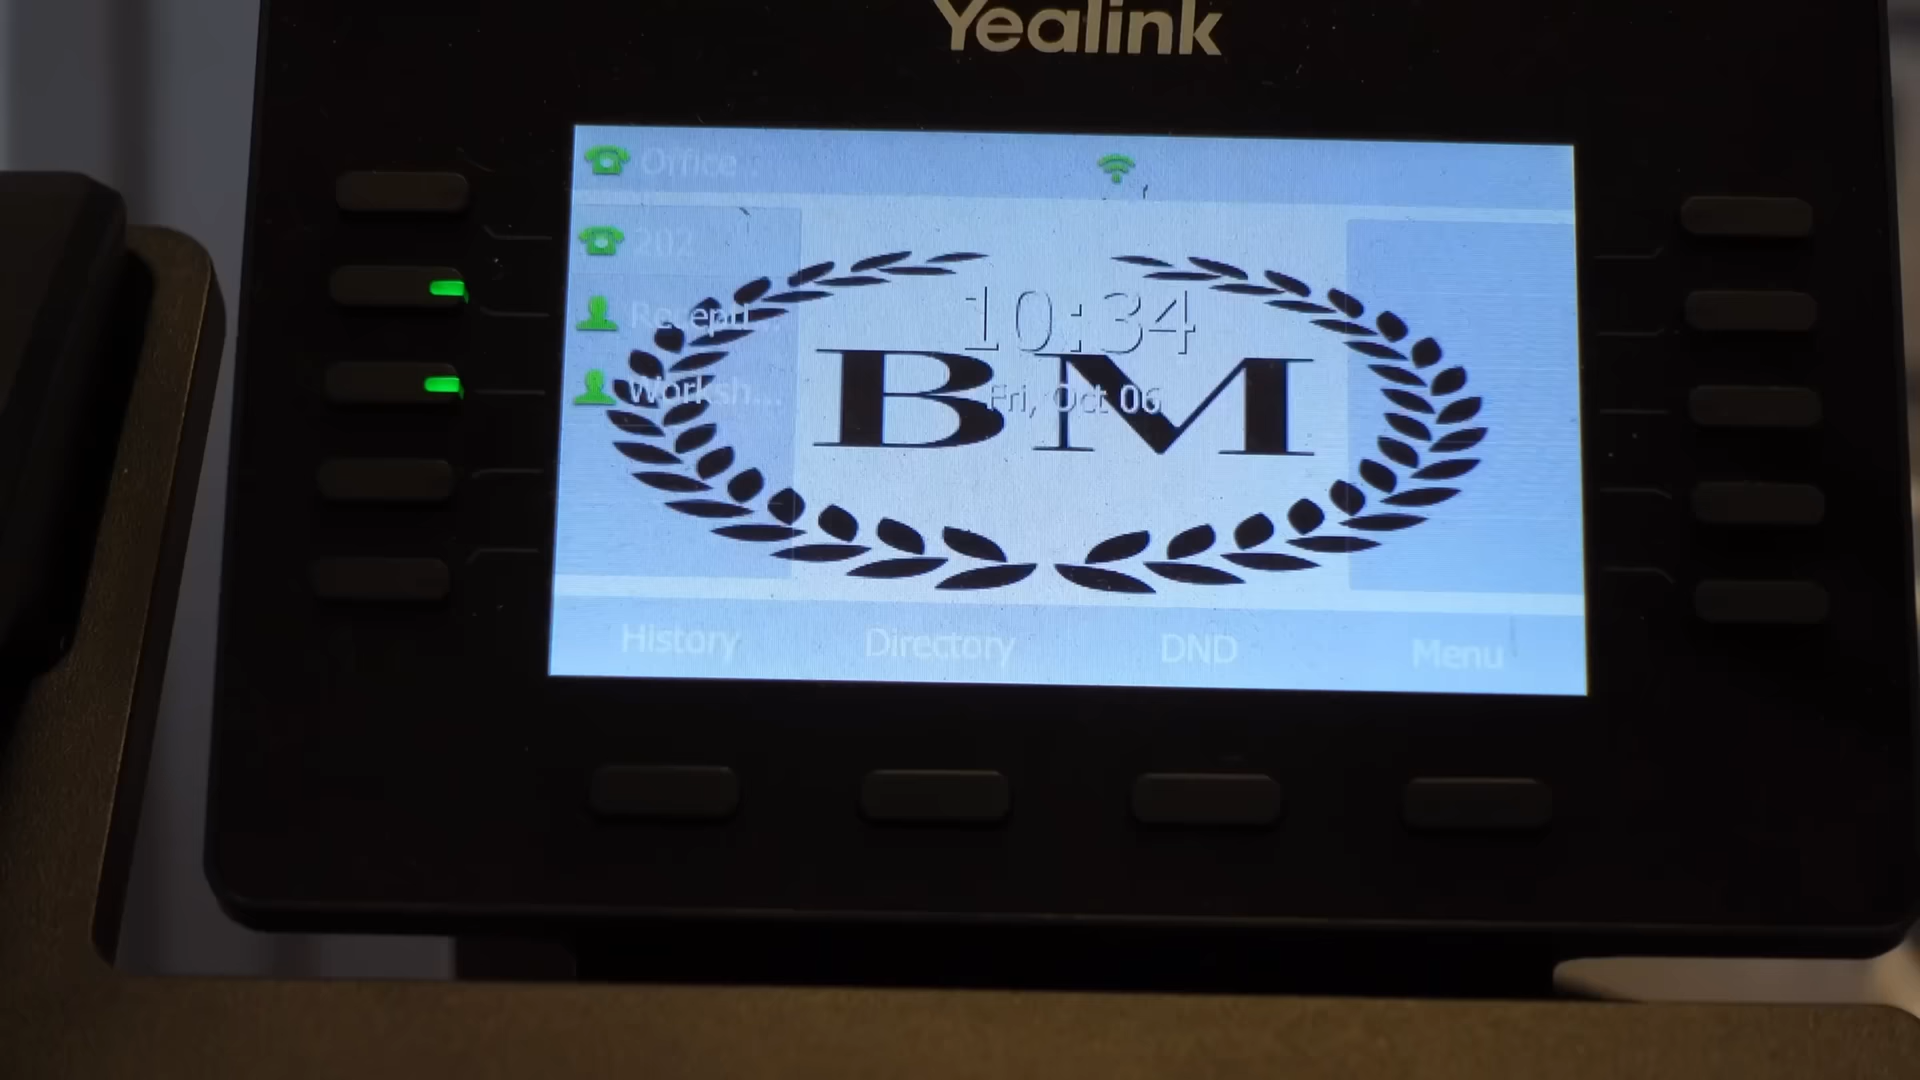 Yealink
Office
202
Recepti...
Worksh...
10:34
BM
Fri, Oct 06
History
Directory
DND
Menu